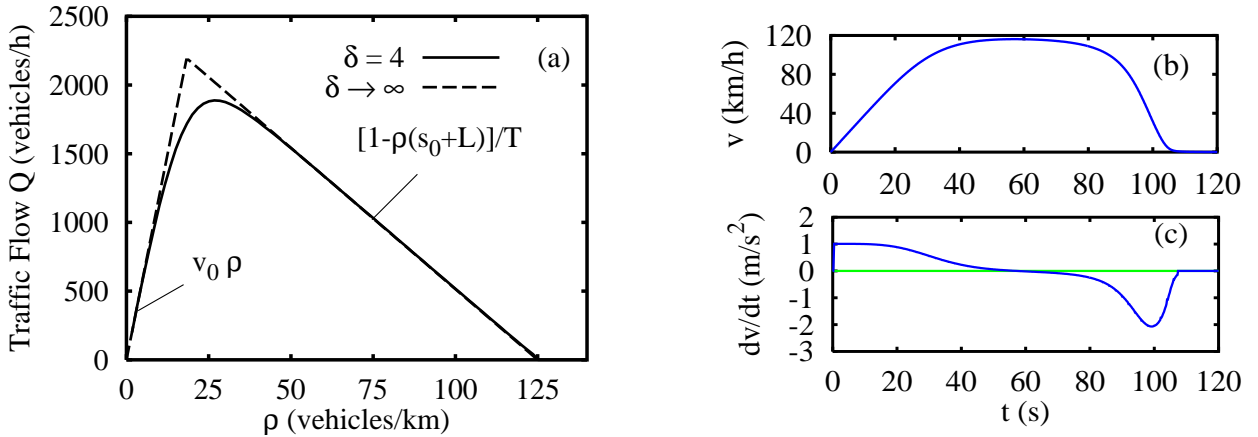 Traffic Flow Q (vehicles/h)
2500
2000
1500
1000
500
0
0 25 50 75 100 125
ρ (vehicles/km)
δ = 4
δ → ∞
(a)
[1-ρ(s₀+L)]/T
v₀ ρ
v (km/h)
120
80
40
0
(b)
0 20 40 60 80 100 120
dv/dt (m/s²)
2
1
0
-1
-2
-3
(c)
0 20 40 60 80 100 120
t (s)